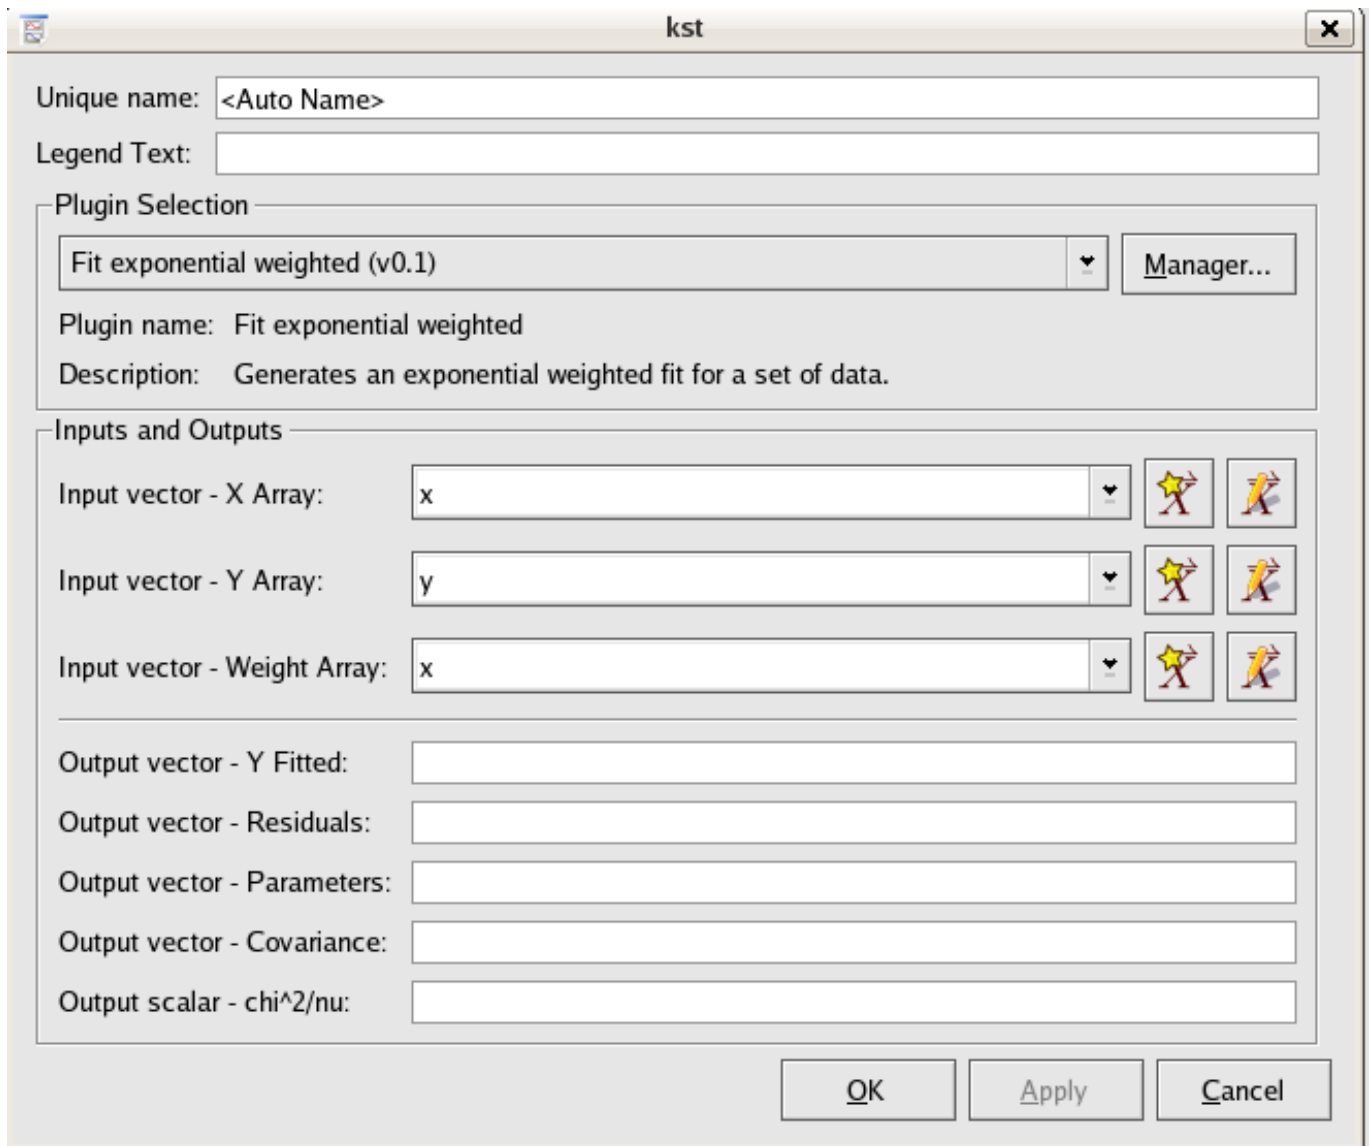 kst
Unique name: <Auto Name>
Legend Text:
Plugin Selection
Fit exponential weighted (v0.1) Manager...
Plugin name: Fit exponential weighted
Description: Generates an exponential weighted fit for a set of data.
Inputs and Outputs
Input vector - X Array: x
Input vector - Y Array: y
Input vector - Weight Array: x
Output vector - Y Fitted:
Output vector - Residuals:
Output vector - Parameters:
Output vector - Covariance:
Output scalar - chi^2/nu:
OK Apply Cancel